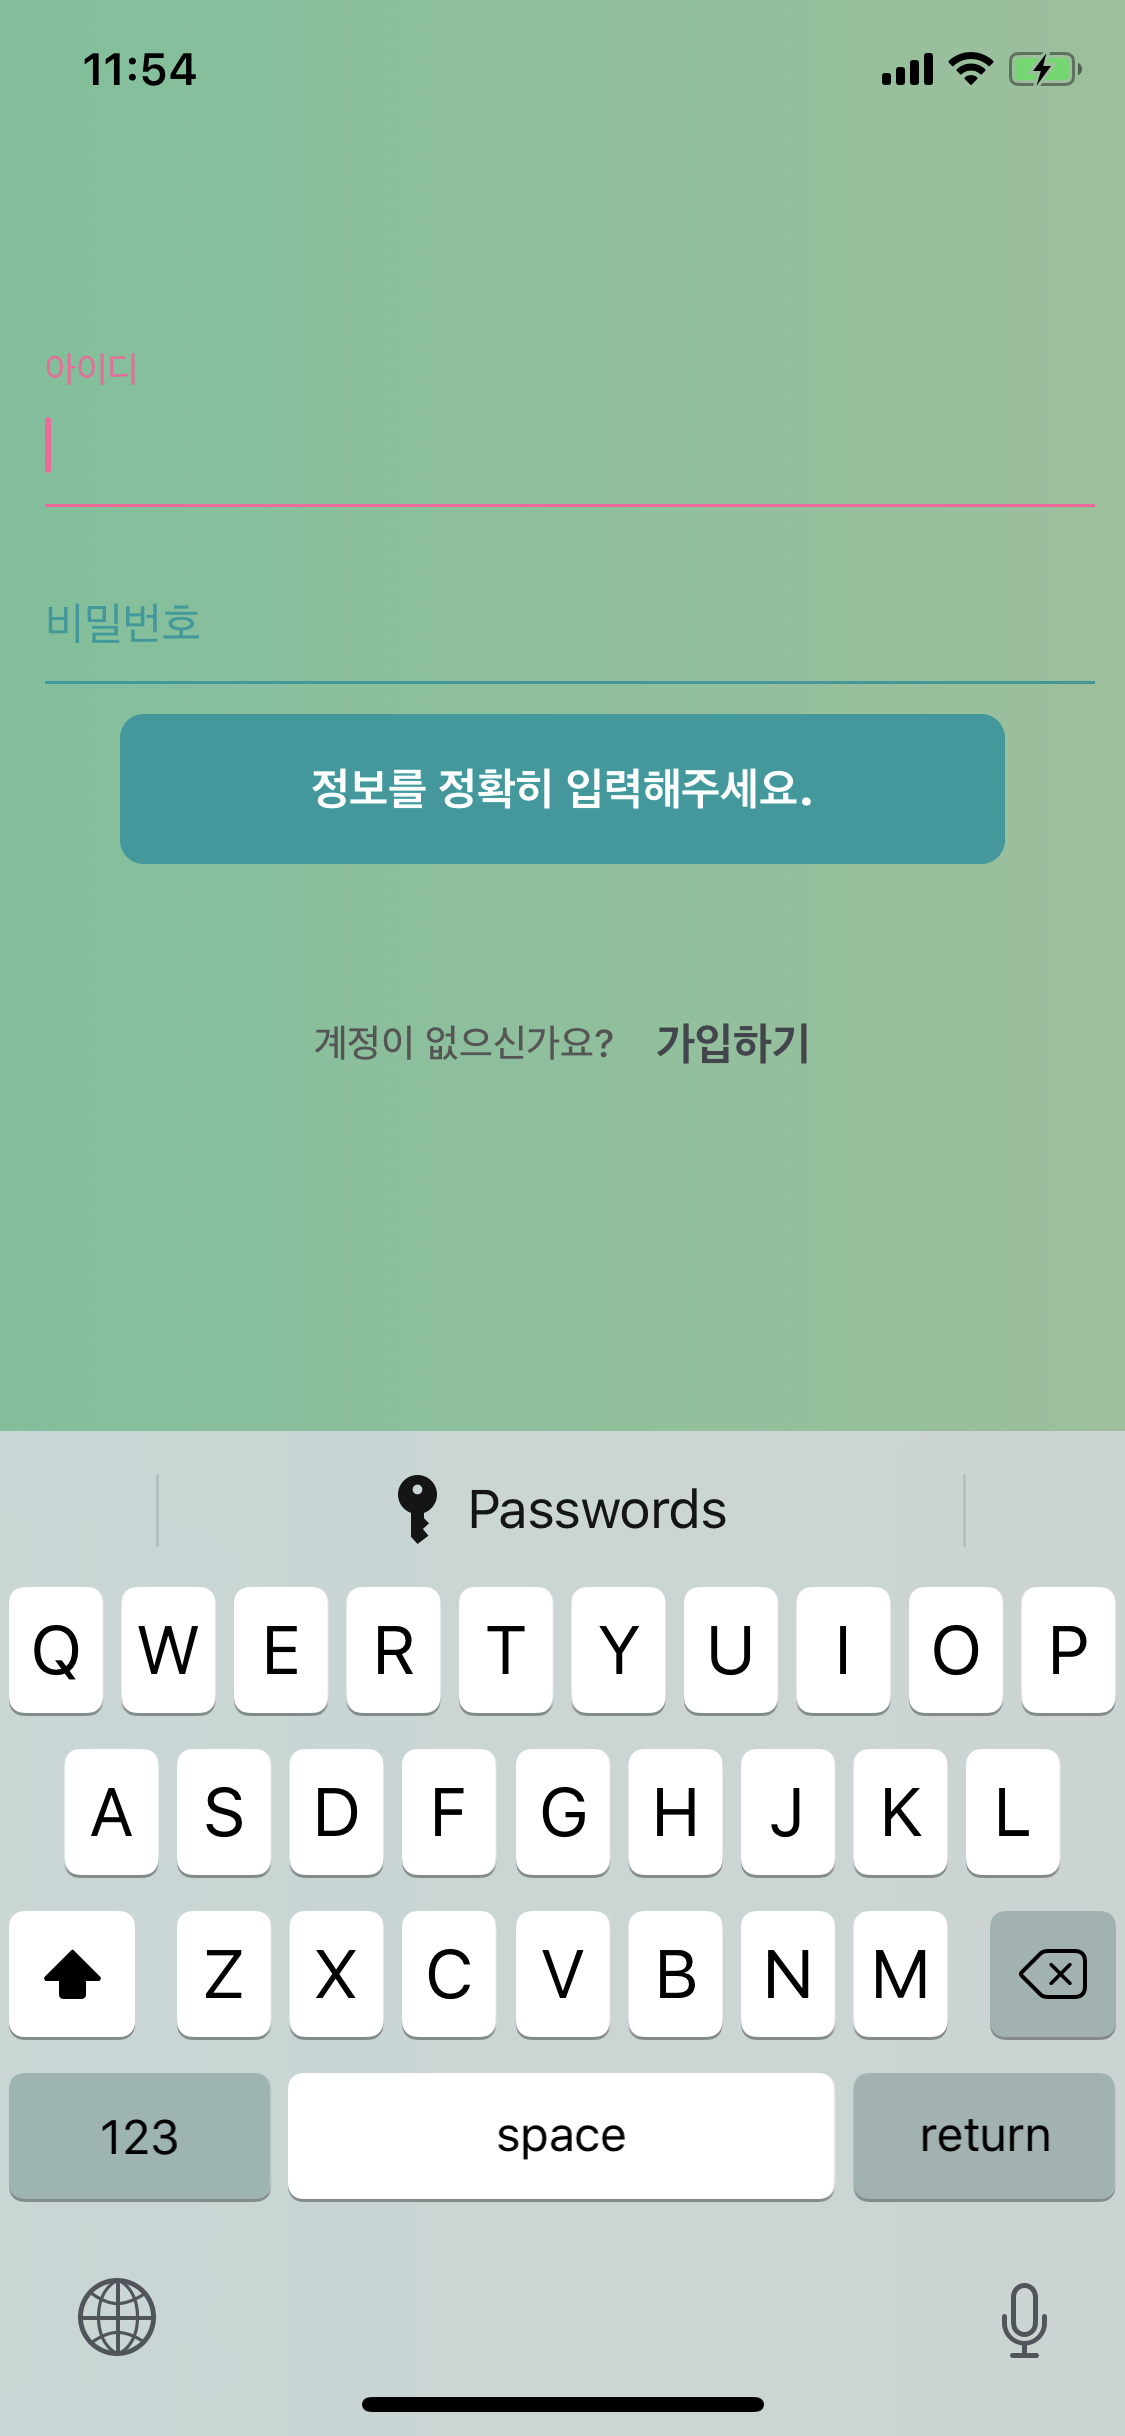 11:54
아이디
비밀번호
정보를 정확히 입력해주세요.
계정이 없으신가요? 가입하기
Passwords
Q W E R T Y U I O P
A S D F G H J K L
Z X C V B N M
123 space return